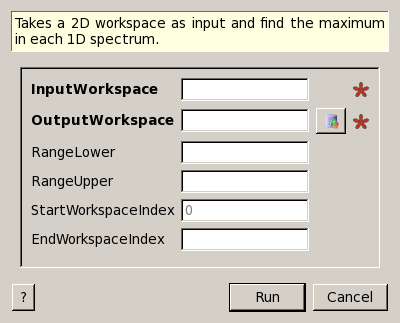 Takes a 2D workspace as input and find the maximum
in each 1D spectrum.
InputWorkspace
OutputWorkspace
RangeLower
RangeUpper
StartWorkspaceIndex 0
EndWorkspaceIndex
? Run Cancel